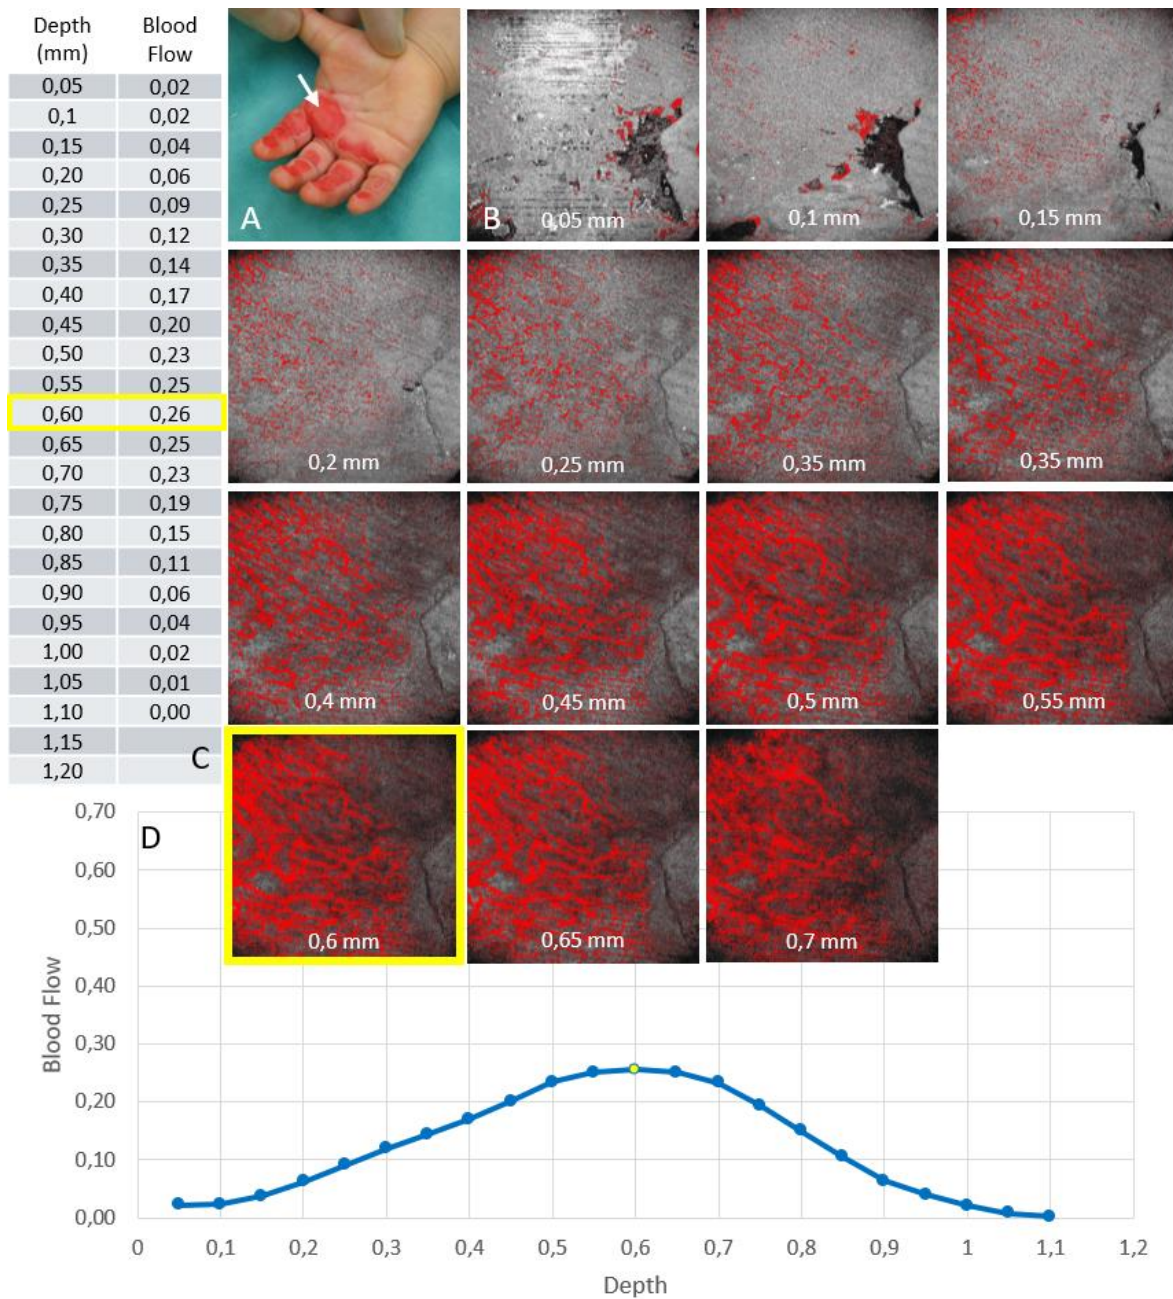 Depth (mm) Blood Flow
0,05 0,02
0,1 0,02
0,15 0,04
0,20 0,06
0,25 0,09
0,30 0,12
0,35 0,14
0,40 0,17
0,45 0,20
0,50 0,23
0,55 0,25
0,60 0,26
0,65 0,25
0,70 0,23
0,75 0,19
0,80 0,15
0,85 0,11
0,90 0,06
0,95 0,04
1,00 0,02
1,05 0,01
1,10 0,00
1,15
1,20
C
A
B
0,05 mm
0,1 mm
0,15 mm
0,2 mm
0,25 mm
0,35 mm
0,35 mm
0,4 mm
0,45 mm
0,5 mm
0,55 mm
0,6 mm
0,65 mm
0,7 mm
D
0,70
0,60
0,50
0,40
0,30
0,20
0,10
0,00
Blood Flow
0 0,1 0,2 0,3 0,4 0,5 0,6 0,7 0,8 0,9 1 1,1 1,2
Depth